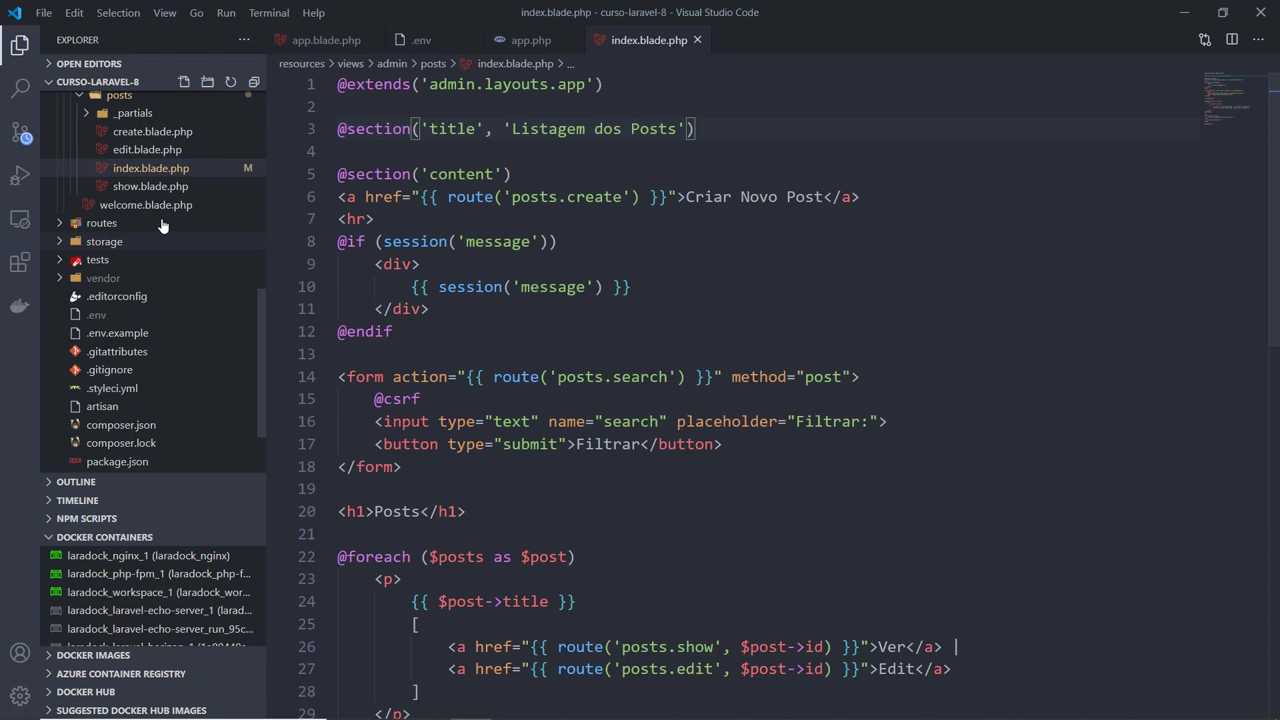 File Edit Selection View Go Run Terminal Help
index.blade.php - curso-laravel-8 - Visual Studio Code
EXPLORER
OPEN EDITORS
CURSO-LARAVEL-8
posts
_partials
create.blade.php
edit.blade.php
index.blade.php M
show.blade.php
welcome.blade.php
routes
storage
tests
vendor
.editorconfig
.env
.env.example
.gitattributes
.gitignore
.styleci.yml
artisan
composer.json
composer.lock
package.json
OUTLINE
TIMELINE
NPM SCRIPTS
DOCKER CONTAINERS
laradock_nginx_1 (laradock_nginx)
laradock_php-fpm_1 (laradock_php-f...
laradock_workspace_1 (laradock_wor...
laradock_laravel-echo-server_1 (larad...
laradock_laravel-echo-server_run_95c...
DOCKER IMAGES
AZURE CONTAINER REGISTRY
DOCKER HUB
SUGGESTED DOCKER HUB IMAGES
app.blade.php .env app.php index.blade.php
resources > views > admin > posts > index.blade.php > ...
1 @extends('admin.layouts.app')
2
3 @section('title', 'Listagem dos Posts')
4
5 @section('content')
6 <a href="{{ route('posts.create') }}">Criar Novo Post</a>
7 <hr>
8 @if (session('message'))
9 <div>
10 {{ session('message') }}
11 </div>
12 @endif
13
14 <form action="{{ route('posts.search') }}" method="post">
15 @csrf
16 <input type="text" name="search" placeholder="Filtrar:">
17 <button type="submit">Filtrar</button>
18 </form>
19
20 <h1>Posts</h1>
21
22 @foreach ($posts as $post)
23 <p>
24 {{ $post->title }}
25 [
26 <a href="{{ route('posts.show', $post->id) }}">Ver</a> |
27 <a href="{{ route('posts.edit', $post->id) }}">Edit</a>
28 ]
29 </p>